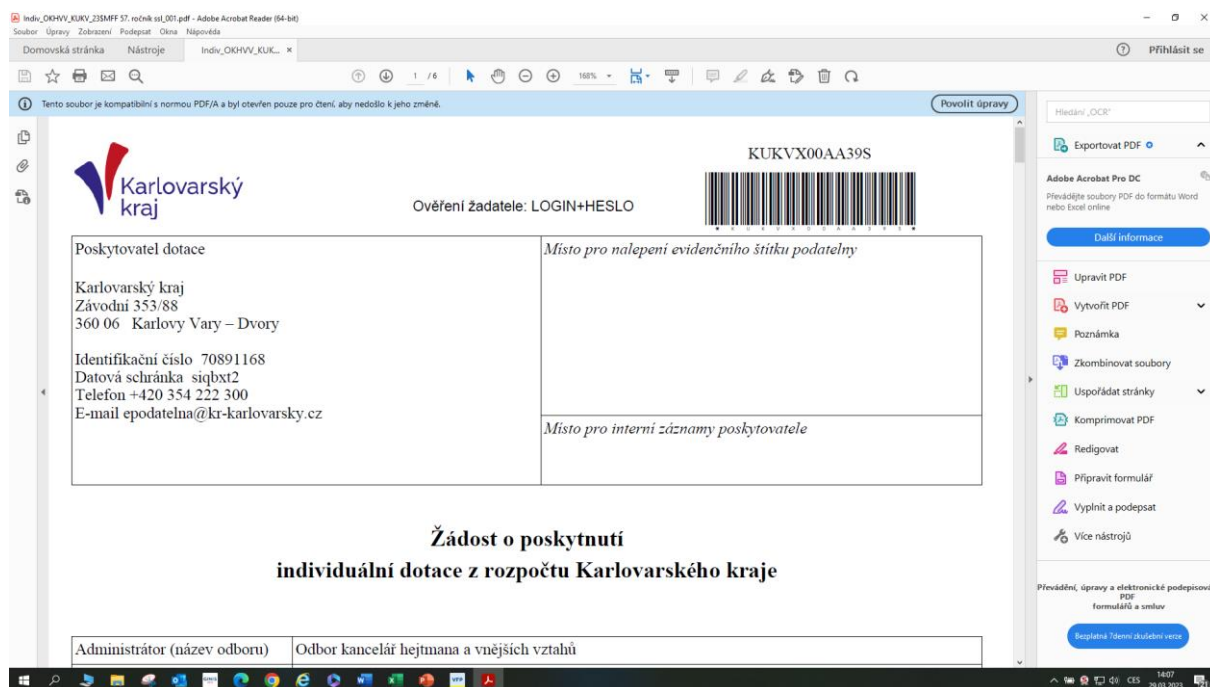 Indiv_OKHVV_KUKV_23SMFF 57. ročník ssl_001.pdf - Adobe Acrobat Reader (64-bit)
Soubor Úpravy Zobrazení Podepsat Okna Nápověda
Domovská stránka Nástroje Indiv_OKHVV_KUK... × Přihlásit se
1 / 6 168%
Tento soubor je kompatibilní s normou PDF/A a byl otevřen pouze pro čtení, aby nedošlo k jeho změně. Povolit úpravy
Karlovarský
kraj
Ověření žadatele: LOGIN+HESLO
KUKVX00AA39S
* K U K V X 0 0 A A 3 9 S *
Poskytovatel dotace
Karlovarský kraj
Závodní 353/88
360 06 Karlovy Vary – Dvory
Identifikační číslo 70891168
Datová schránka siqbxt2
Telefon +420 354 222 300
E-mail epodatelna@kr-karlovarsky.cz
Místo pro nalepení evidenčního štítku podatelny
Místo pro interní záznamy poskytovatele
Žádost o poskytnutí
individuální dotace z rozpočtu Karlovarského kraje
Administrátor (název odboru) Odbor kancelář hejtmana a vnějších vztahů
Hledání „OCR"
Exportovat PDF
Adobe Acrobat Pro DC
Převádějte soubory PDF do formátu Word
nebo Excel online
Další informace
Upravit PDF
Vytvořit PDF
Poznámka
Zkombinovat soubory
Uspořádat stránky
Komprimovat PDF
Redigovat
Připravit formulář
Vyplnit a podepsat
Více nástrojů
Převádění, úpravy a elektronické podepisová
PDF
formulářů a smluv
Bezplatná 7denní zkušební verze
CES 14:07
29.03.2023